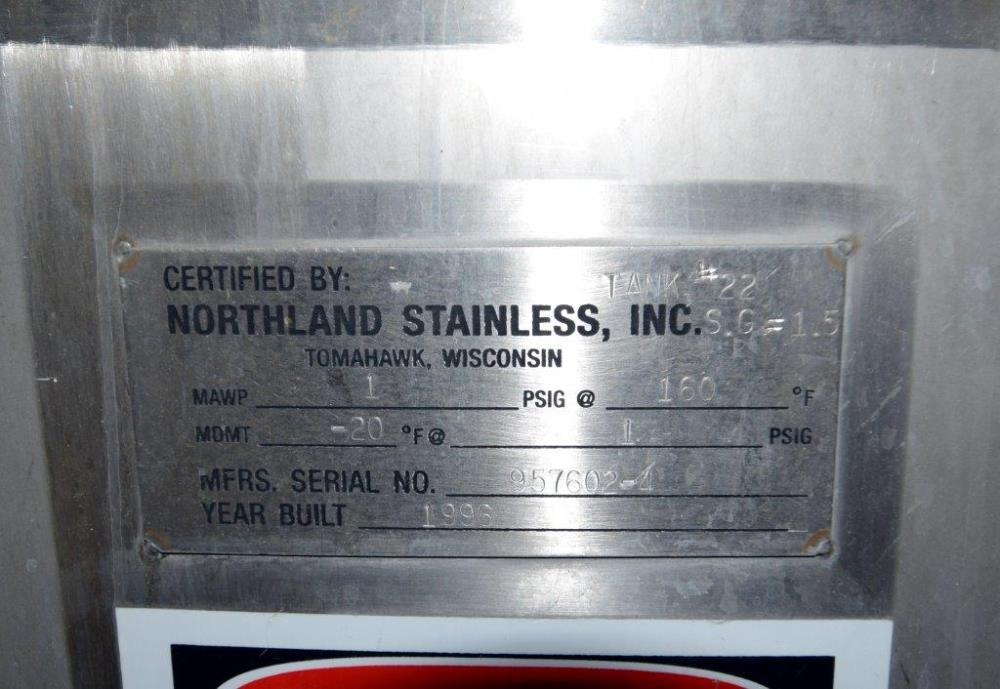 CERTIFIED BY: TANK #22
NORTHLAND STAINLESS, INC. S.G.=1.5
TOMAHAWK, WISCONSIN
MAWP 1 PSIG @ 160 °F
MDMT -20 °F@ 1 PSIG
MFRS. SERIAL NO. 957602-4
YEAR BUILT 1996